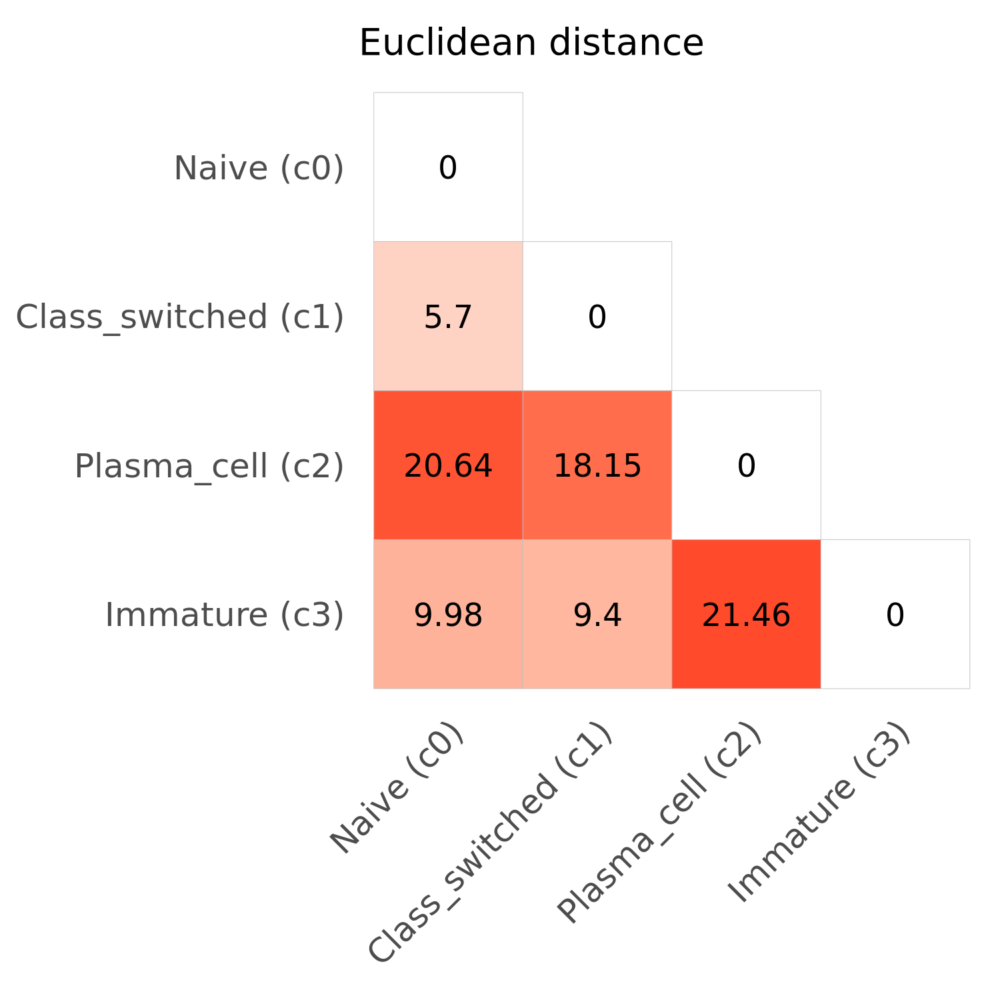 Euclidean distance
Naive (c0)
0
Class_switched (c1)
5.7
0
Plasma_cell (c2)
20.64
18.15
0
Immature (c3)
9.98
9.4
21.46
0
Naive (c0)
Class_switched (c1)
Plasma_cell (c2)
Immature (c3)